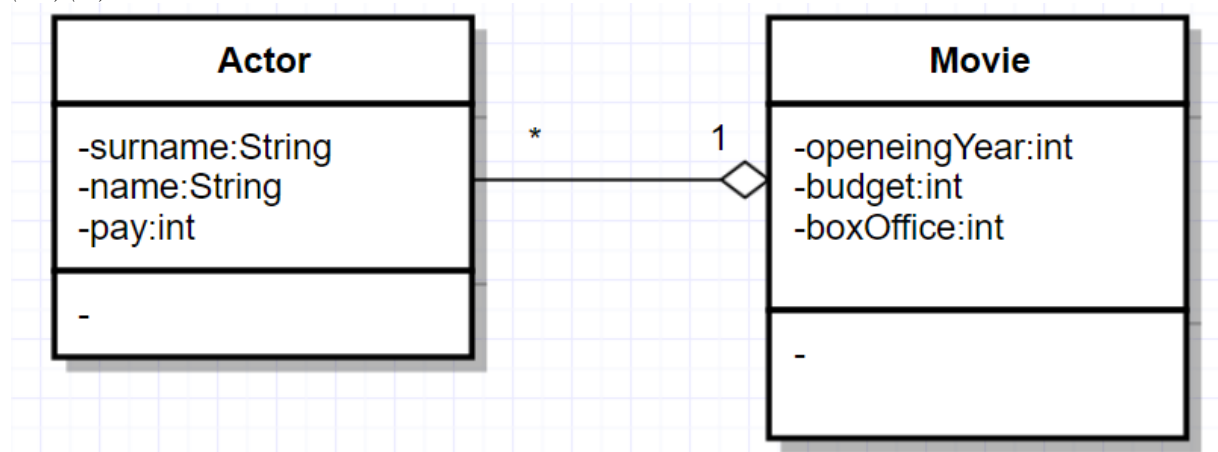 Actor
-surname:String
-name:String
-pay:int
-
* 1
Movie
-openeingYear:int
-budget:int
-boxOffice:int
-